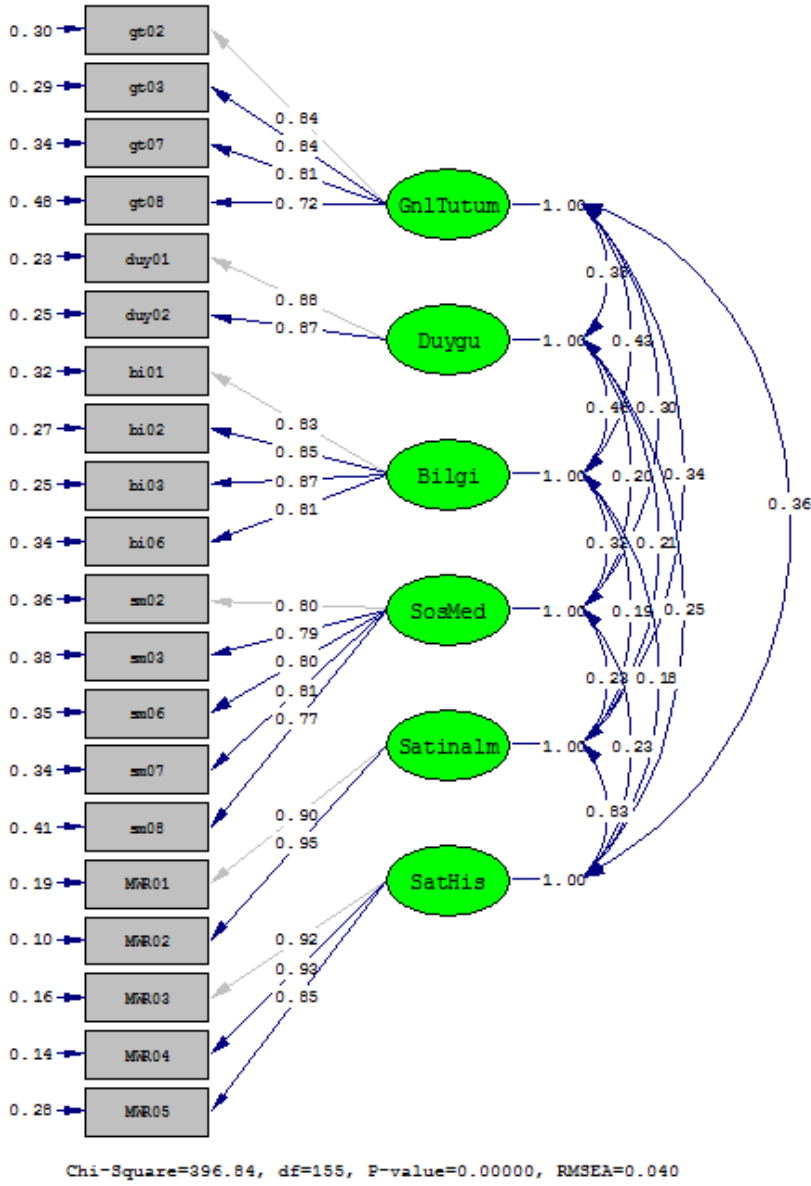 0.30
gt02
0.29
gt03
0.84
0.34
gt07
0.84
0.81
0.48
gt08
0.72
GnlTutum
1.00
0.23
duy01
0.25
duy02
0.88
0.87
Duygu
1.00
0.43
0.32
bi01
0.30
0.27
bi02
0.83
0.85
0.25
bi03
0.87
Bilgi
1.00
0.20
0.34
0.81
0.36
0.34
bi06
0.32
0.21
0.36
sm02
0.80
SosMed
1.00
0.19
0.25
0.38
sm03
0.79
0.80
0.23
0.18
0.35
sm06
0.81
0.77
0.34
sm07
Satinalm
1.00
0.23
0.41
sm08
0.90
0.83
0.95
0.19
MWR01
SatHis
1.00
0.10
MWR02
0.92
0.93
0.16
MWR03
0.85
0.14
MWR04
0.28
MWR05
Chi-Square=396.84, df=155, P-value=0.00000, RMSEA=0.040